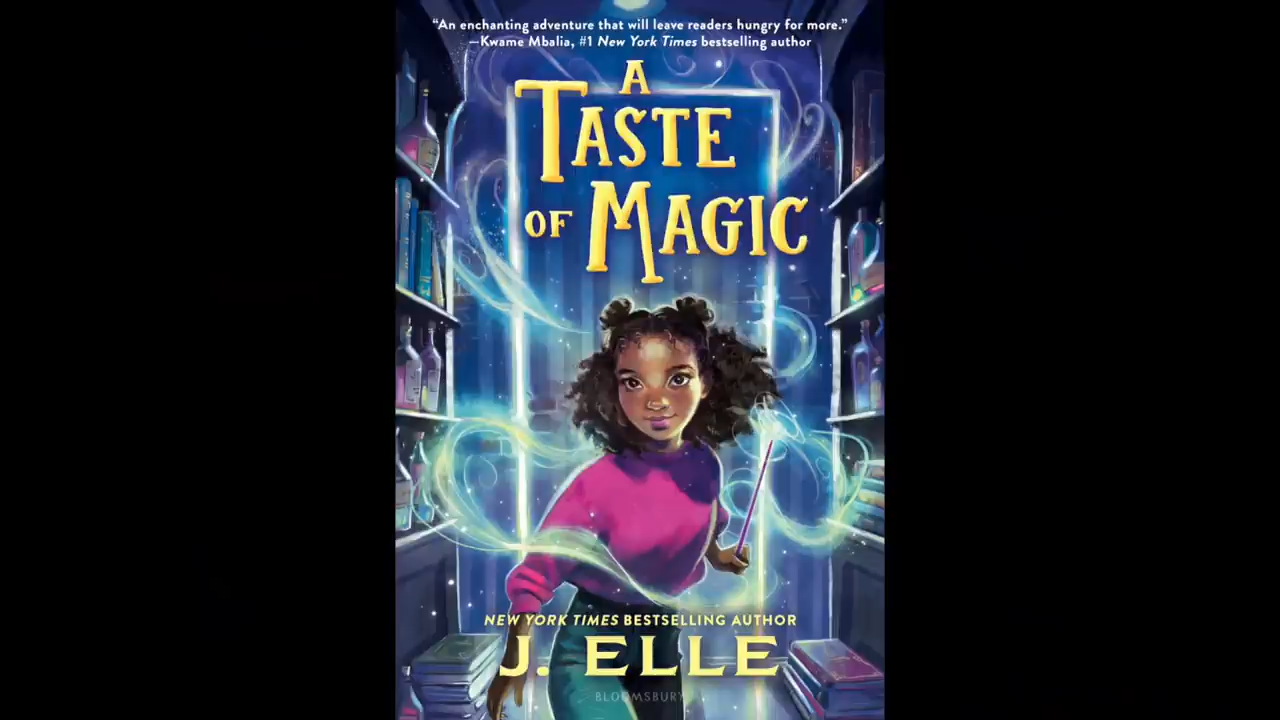 “An enchanting adventure that will leave readers hungry for more.”
—Kwame Mbalia, #1 New York Times bestselling author
A
TASTE
OF MAGIC
NEW YORK TIMES BESTSELLING AUTHOR
J. ELLE
BLOOMSBURY